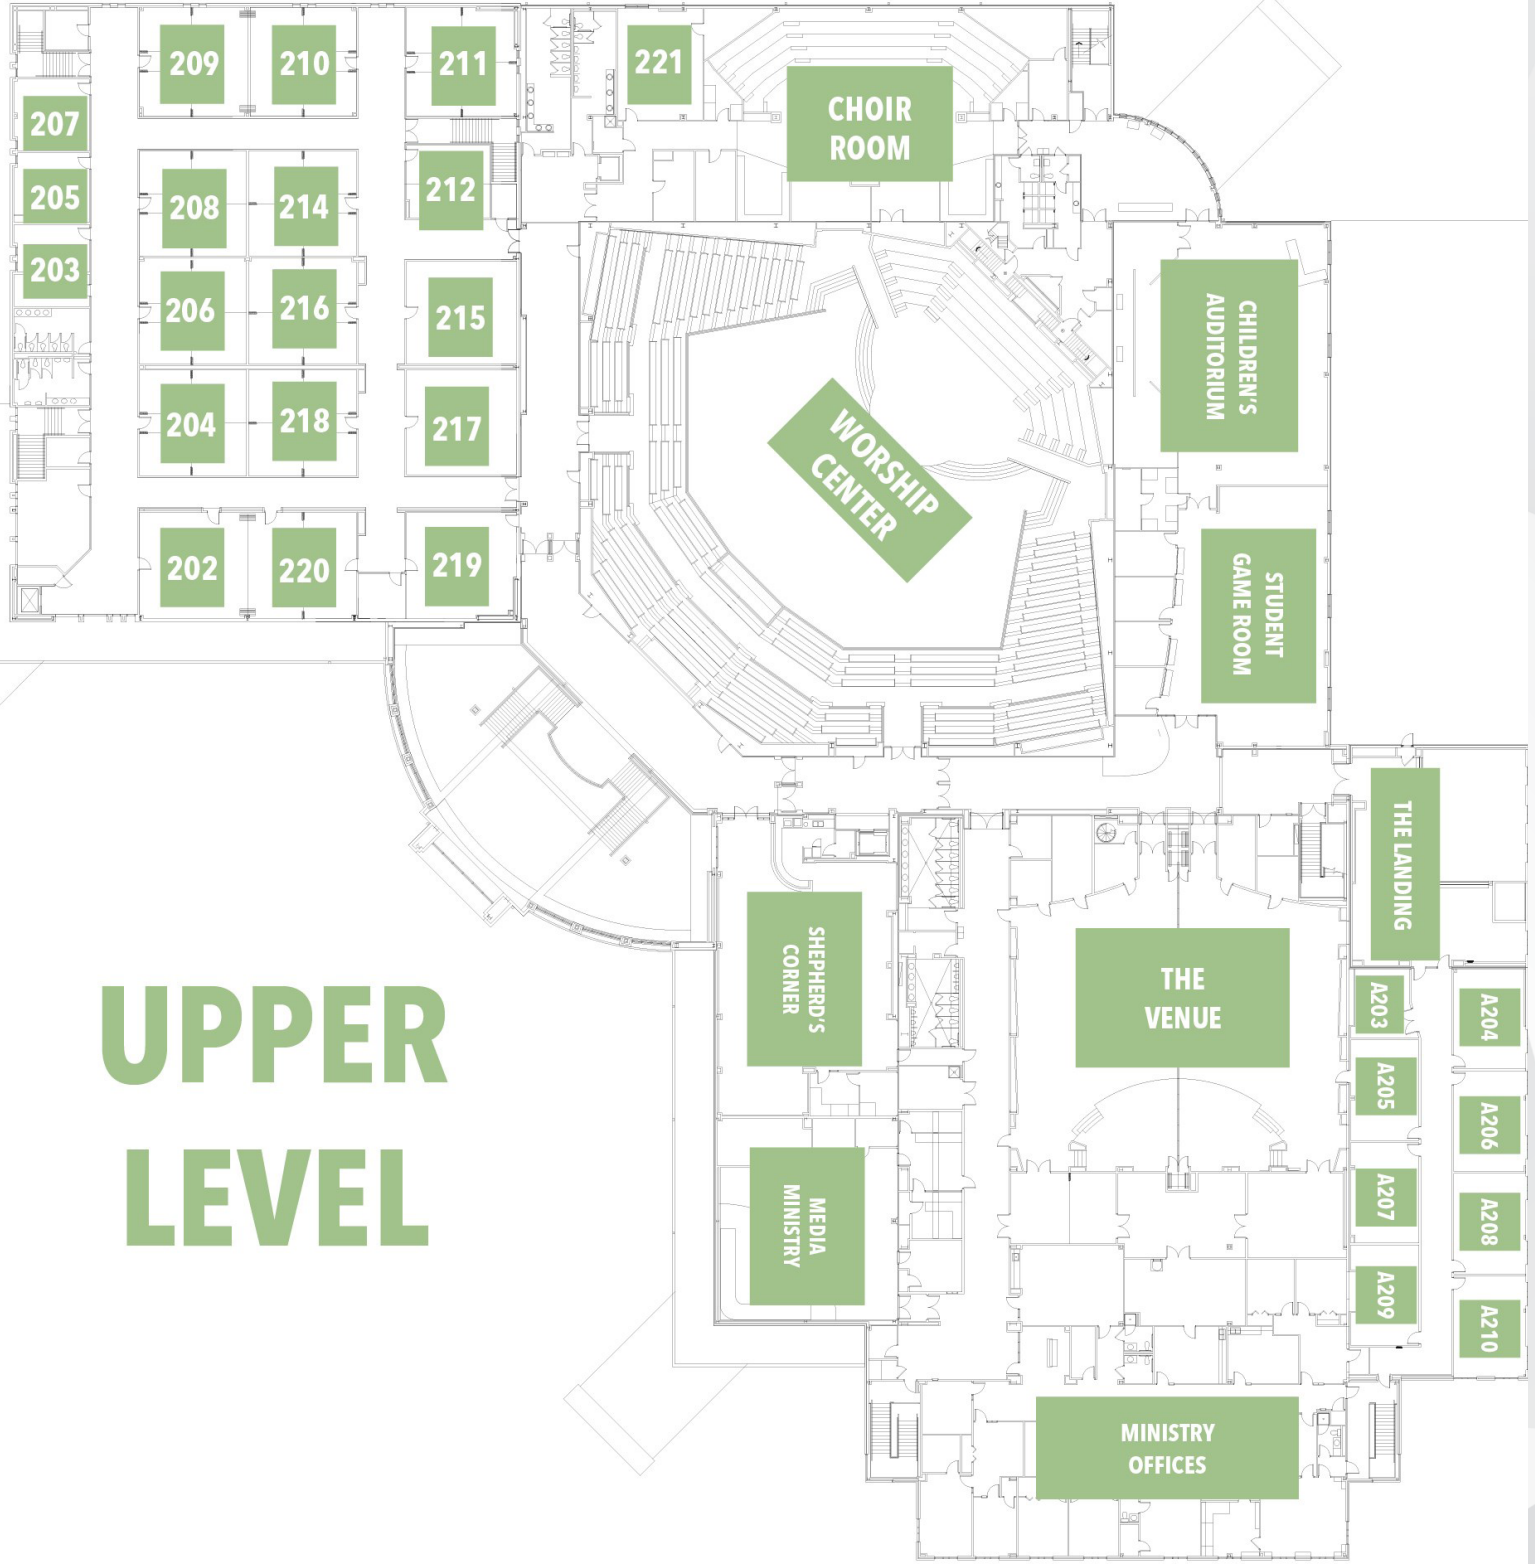 209
210
211
221
CHOIR
ROOM
207
205
203
208
214
212
206
216
215
204
218
217
202
220
219
WORSHIP
CENTER
CHILDREN'S
AUDITORIUM
STUDENT
GAME ROOM
THE LANDING
SHEPHERD'S
CORNER
THE
VENUE
A203
A204
A205
A206
A207
A208
A209
A210
MEDIA
MINISTRY
MINISTRY
OFFICES
UPPER
LEVEL